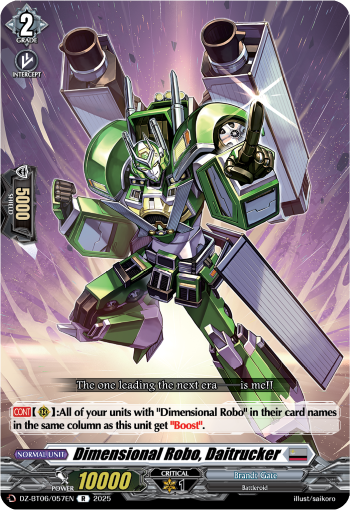 2
GRADE
INTERCEPT
5000
SHIELD
The one leading the next era —— is me!!
CONT【】:All of your units with "Dimensional Robo" in their card names
in the same column as this unit get "Boost".
NORMAL UNIT
Dimensional Robo, Daitrucker
POWER
10000
CRITICAL
1
Brandt Gate
Battleroid
DZ-BT06/057EN R 2025
illust/saikoro